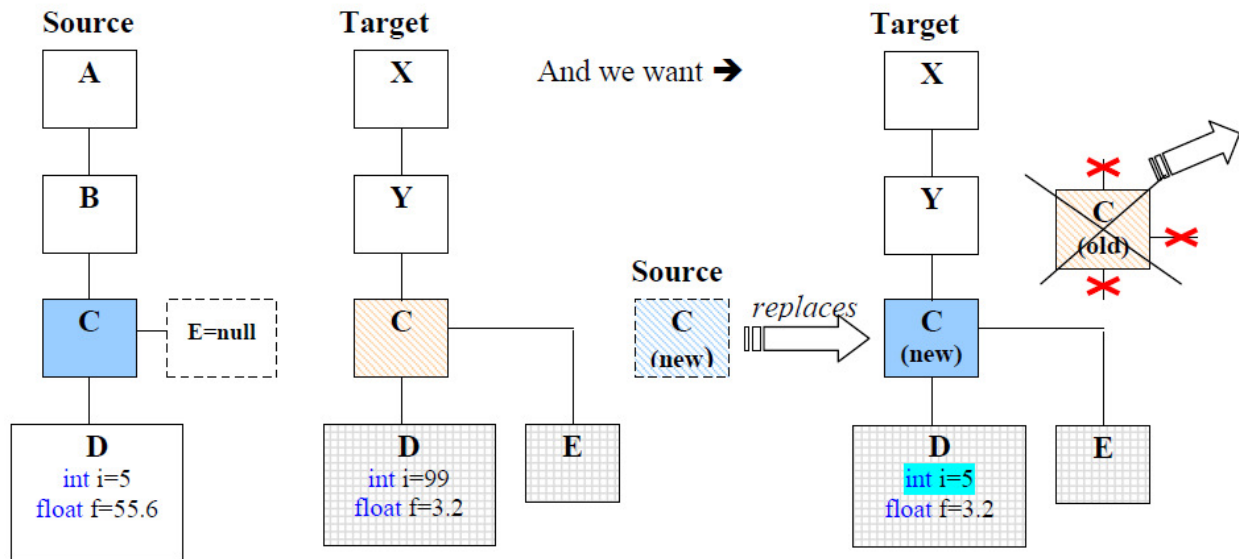 Source
A
B
C
E=null
D
int i=5
float f=55.6
Target
X
Y
C
D
int i=99
float f=3.2
E
And we want ➔
Source
C
(new)
replaces
Target
X
Y
C
(new)
D
int i=5
float f=3.2
E
C
(old)